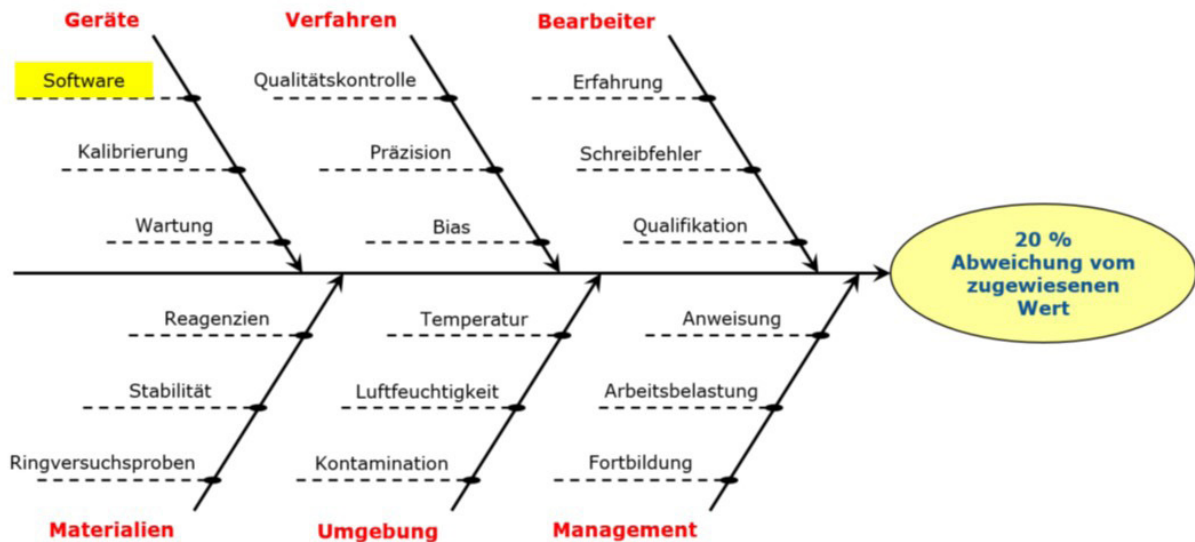 Geräte
Verfahren
Bearbeiter
Software
Qualitätskontrolle
Erfahrung
Kalibrierung
Präzision
Schreibfehler
Wartung
Bias
Qualifikation
20 %
Abweichung vom
zugewiesenen
Wert
Reagenzien
Temperatur
Anweisung
Stabilität
Luftfeuchtigkeit
Arbeitsbelastung
Ringversuchsproben
Kontamination
Fortbildung
Materialien
Umgebung
Management